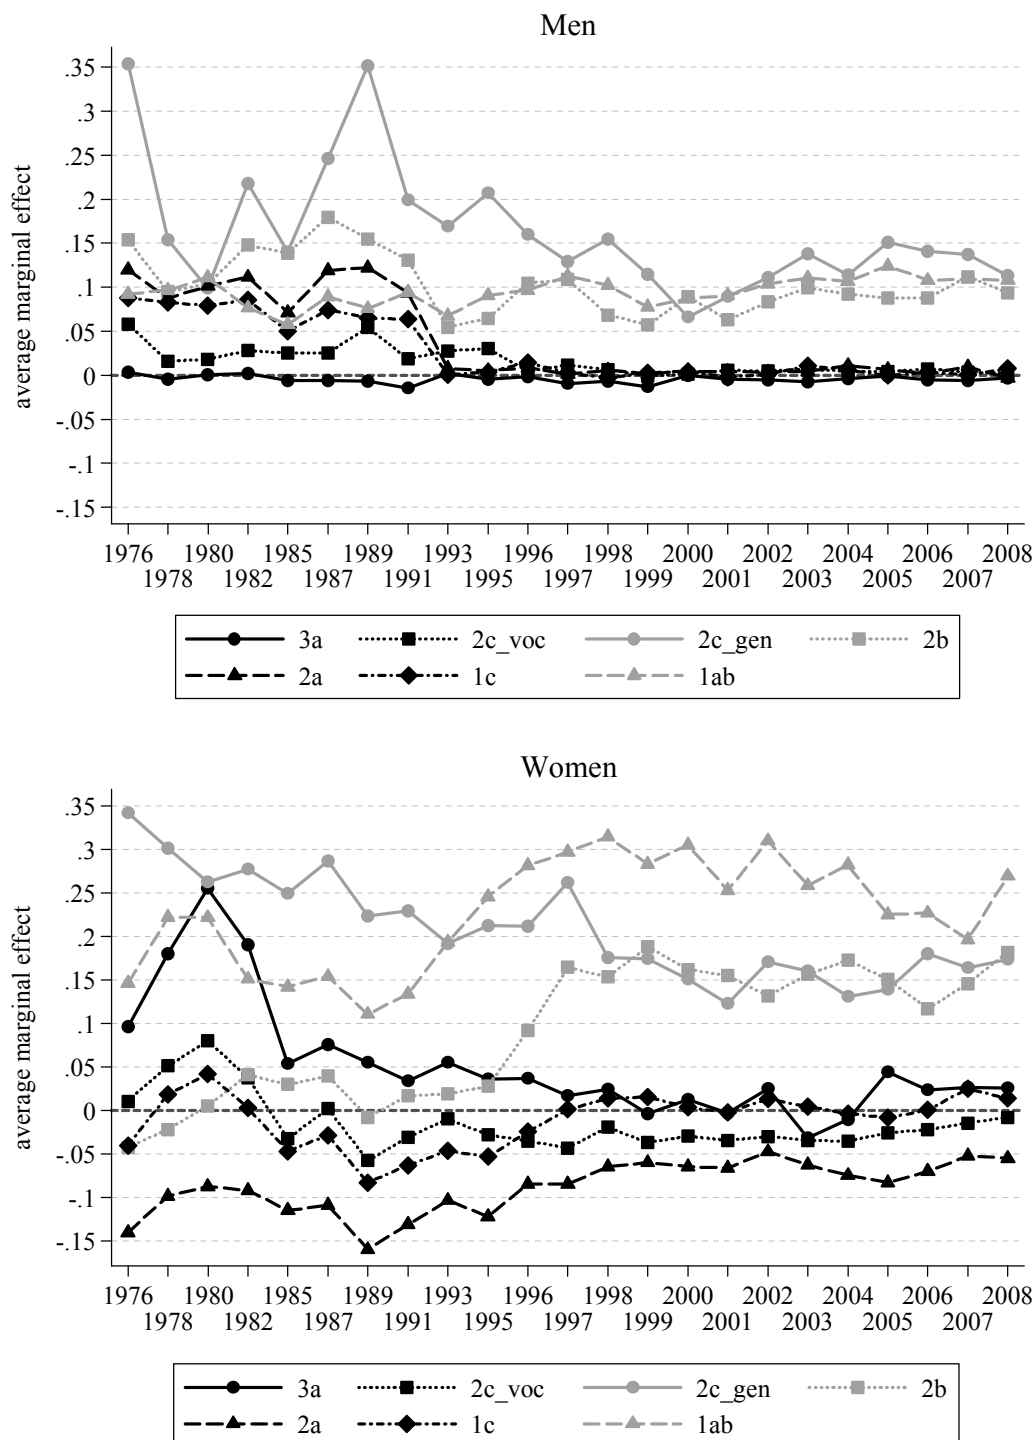 Men
average marginal effect
.35
.3
.25
.2
.15
.1
.05
0
-.05
-.1
-.15
1976 1980 1985 1989 1993 1996 1998 2000 2002 2004 2006 2008
1978 1982 1987 1991 1995 1997 1999 2001 2003 2005 2007
3a 2c_voc 2c_gen 2b
2a 1c 1ab
Women
average marginal effect
.35
.3
.25
.2
.15
.1
.05
0
-.05
-.1
-.15
1976 1980 1985 1989 1993 1996 1998 2000 2002 2004 2006 2008
1978 1982 1987 1991 1995 1997 1999 2001 2003 2005 2007
3a 2c_voc 2c_gen 2b
2a 1c 1ab